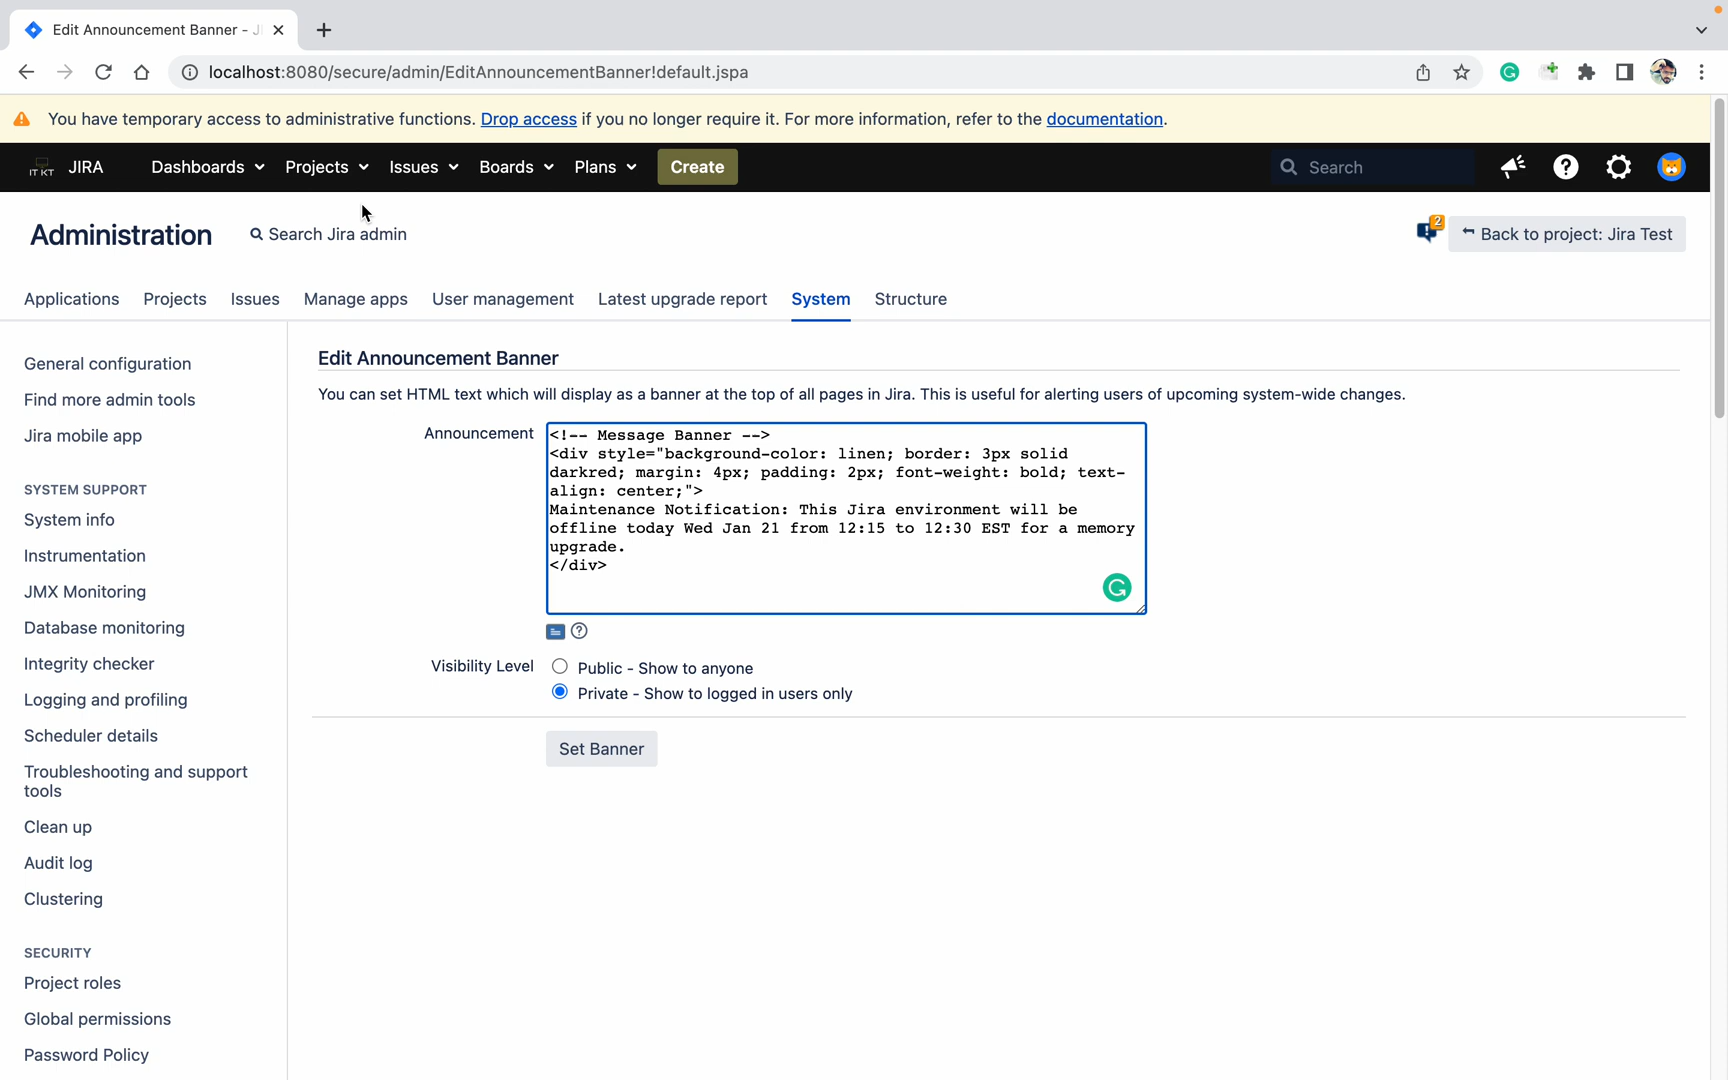 Edit Announcement Banner - J
localhost:8080/secure/admin/EditAnnouncementBanner!default.jspa
You have temporary access to administrative functions. Drop access if you no longer require it. For more information, refer to the documentation.
IT KT JIRA Dashboards Projects Issues Boards Plans Create Search
Administration Search Jira admin 2 Back to project: Jira Test
Applications Projects Issues Manage apps User management Latest upgrade report System Structure
General configuration
Find more admin tools
Jira mobile app
SYSTEM SUPPORT
System info
Instrumentation
JMX Monitoring
Database monitoring
Integrity checker
Logging and profiling
Scheduler details
Troubleshooting and support
tools
Clean up
Audit log
Clustering
SECURITY
Project roles
Global permissions
Password Policy
Edit Announcement Banner
You can set HTML text which will display as a banner at the top of all pages in Jira. This is useful for alerting users of upcoming system-wide changes.
Announcement
<!-- Message Banner -->
<div style="background-color: linen; border: 3px solid
darkred; margin: 4px; padding: 2px; font-weight: bold; text-
align: center;">
Maintenance Notification: This Jira environment will be
offline today Wed Jan 21 from 12:15 to 12:30 EST for a memory
upgrade.
</div>
Visibility Level
Public - Show to anyone
Private - Show to logged in users only
Set Banner